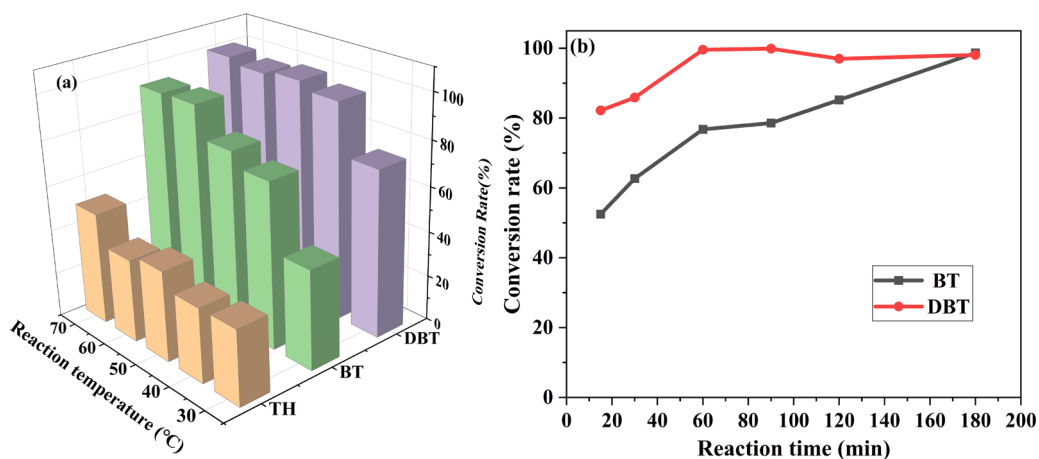 (a)
100
80
60
40
20
0
Conversion Rate(%)
DBT
BT
TH
70
60
50
40
30
Reaction temperature (°C)
(b)
100
80
60
40
20
0
Conversion rate (%)
BT
DBT
0 20 40 60 80 100 120 140 160 180 200
Reaction time (min)